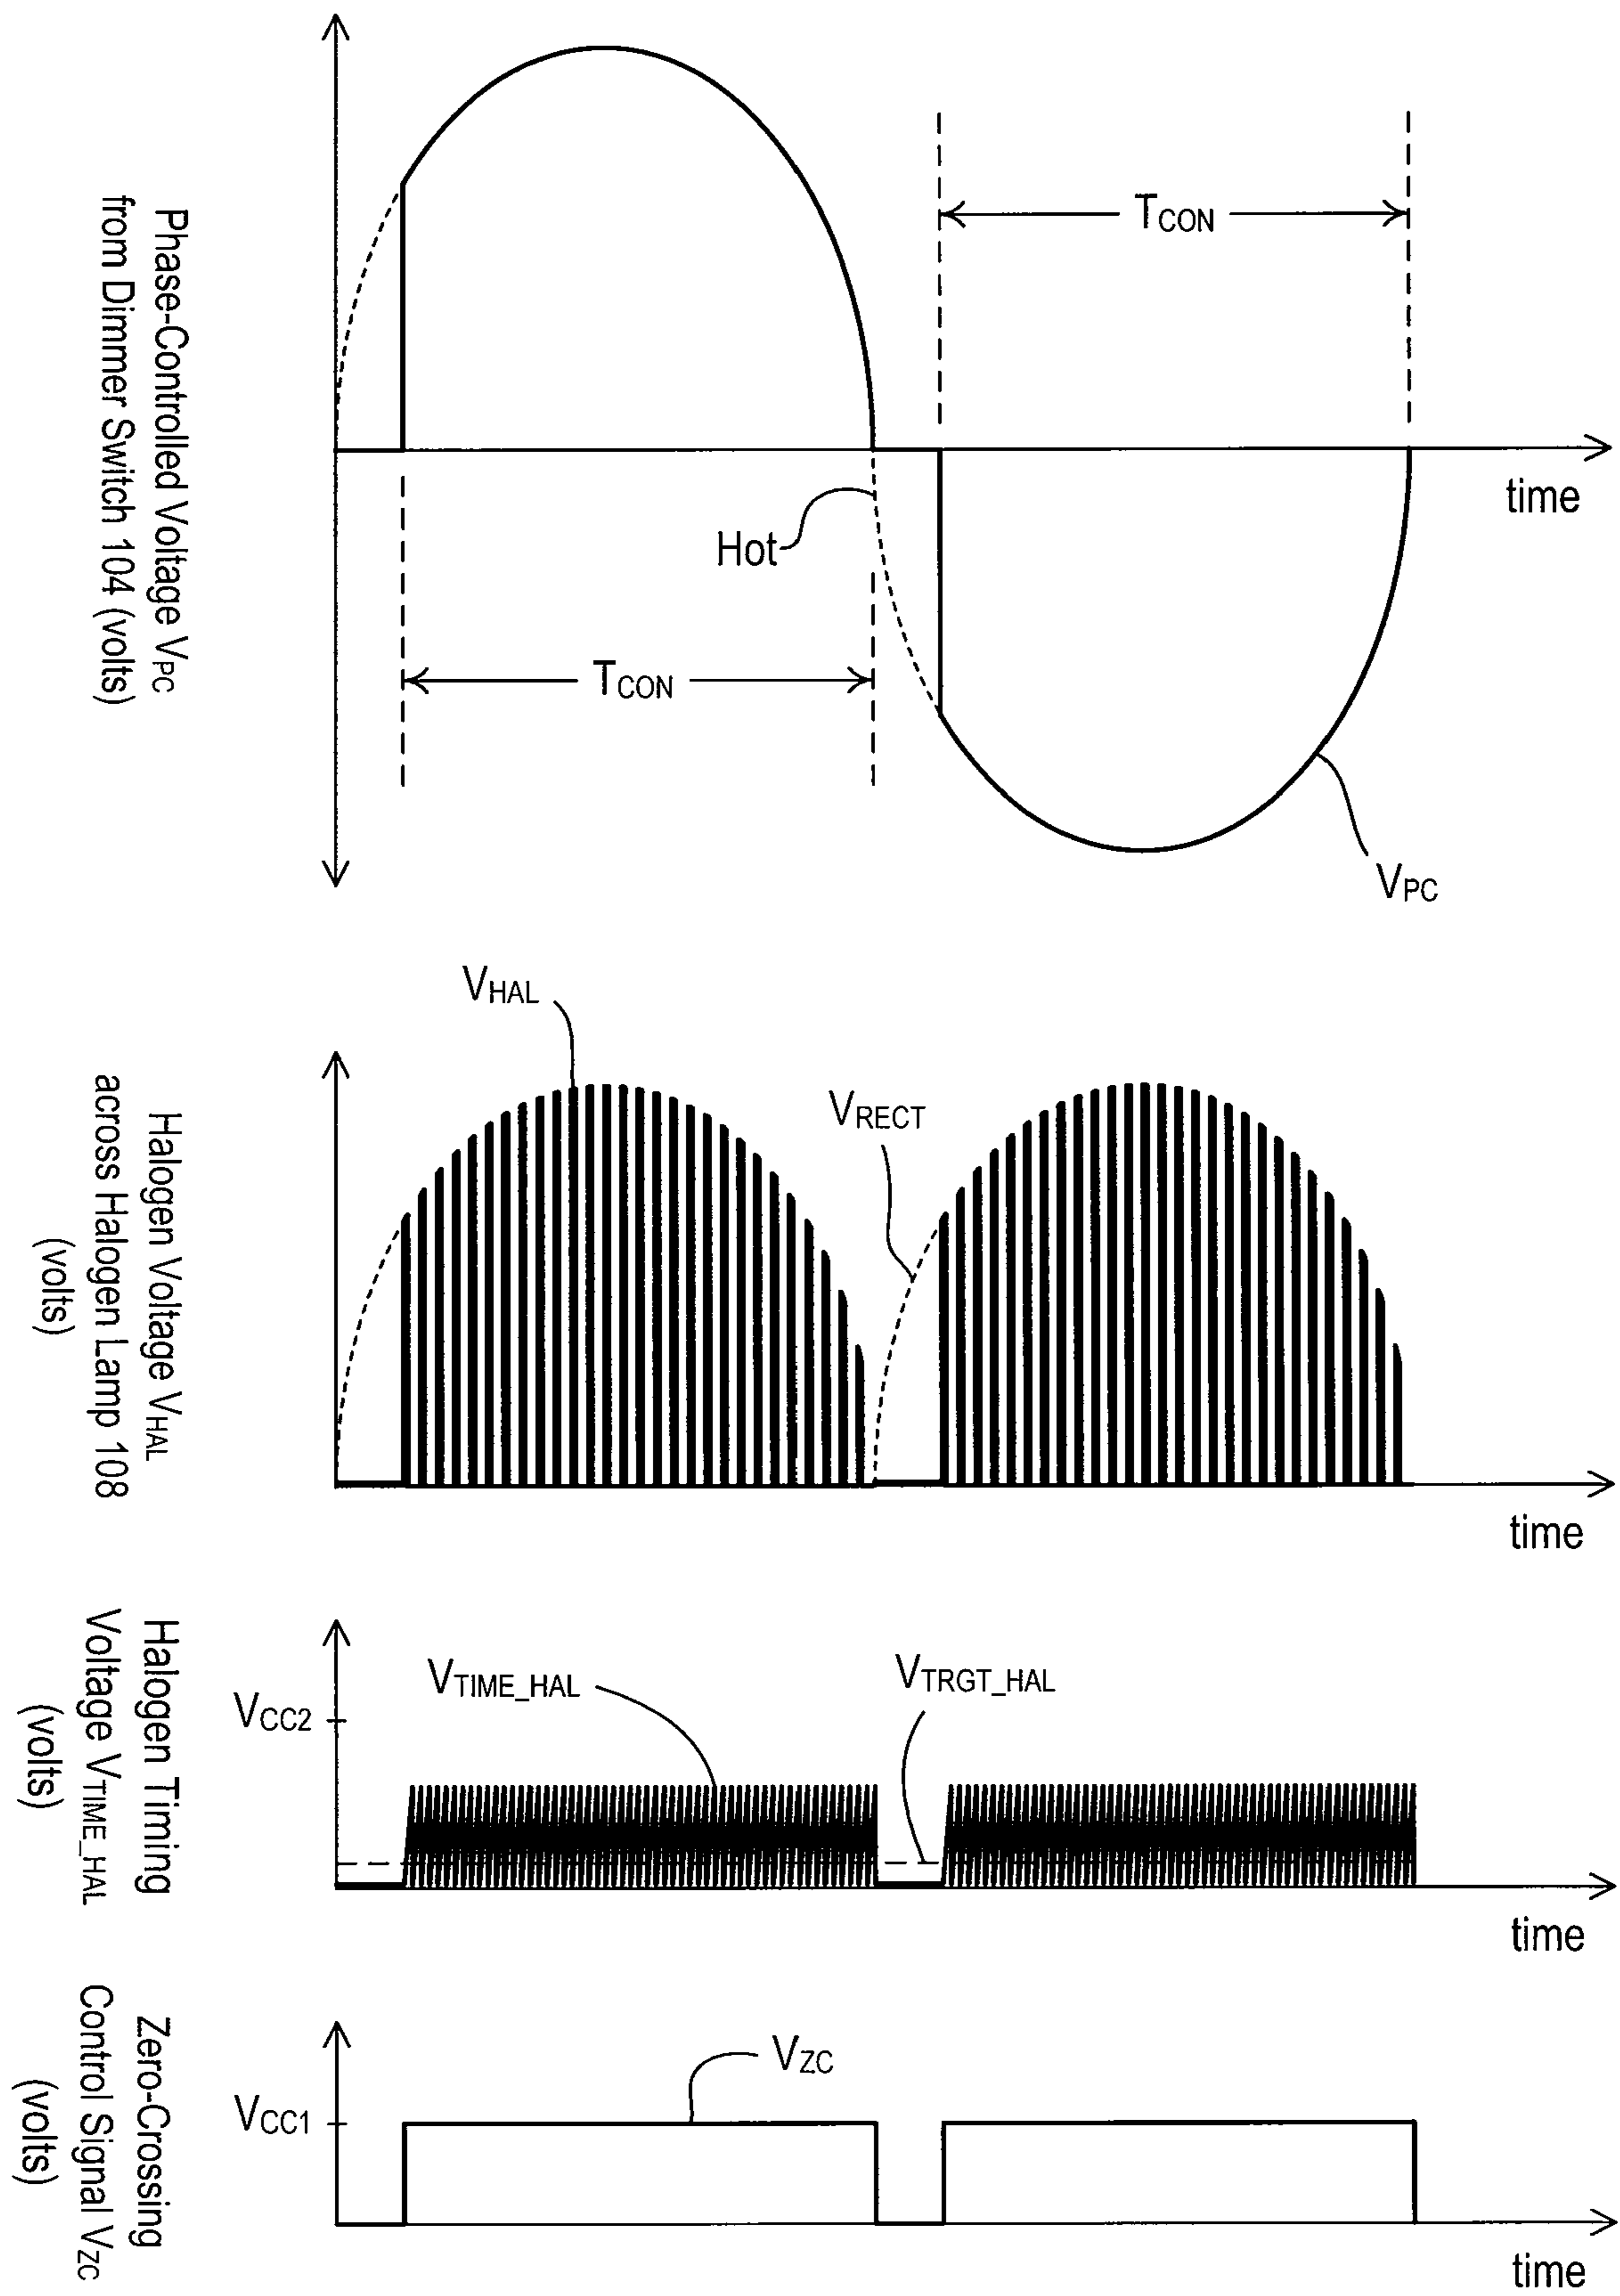 Phase-Controlled Voltage VPC
from Dimmer Switch 104 (volts)
TCON
time
Hot
TCON
VPC
Halogen Voltage VHAL
across Halogen Lamp 108
(volts)
VHAL
VRECT
time
Halogen Timing
Voltage VTIME_HAL
(volts)
VCC2
VTIME_HAL
VTRGT_HAL
time
Zero-Crossing
Control Signal VZC
(volts)
VCC1
VZC
time